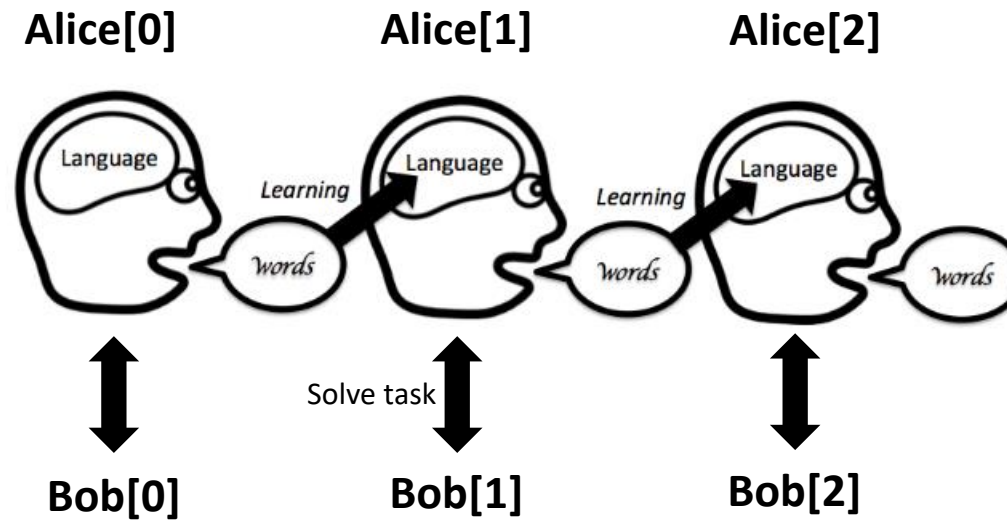 Alice[0]
Alice[1]
Alice[2]
Language
Language
Language
Learning
Learning
words
words
words
Solve task
Bob[0]
Bob[1]
Bob[2]